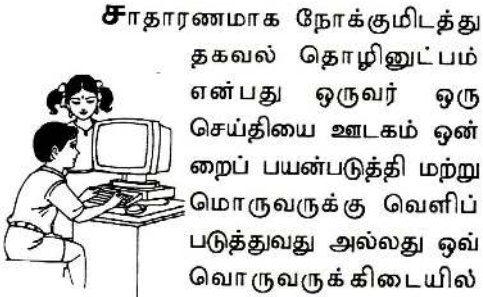 சாதாரணமாக நோக்குமிடத்து
தகவல் தொழினுட்பம்
என்பது ஒருவர் ஒரு
செய்தியை ஊடகம் ஒன்
றைப் பயன்படுத்தி மற்று
மொருவருக்கு வெளிப்
படுத்துவது அல்லது ஒவ்
வொருவருக்கிடையில்